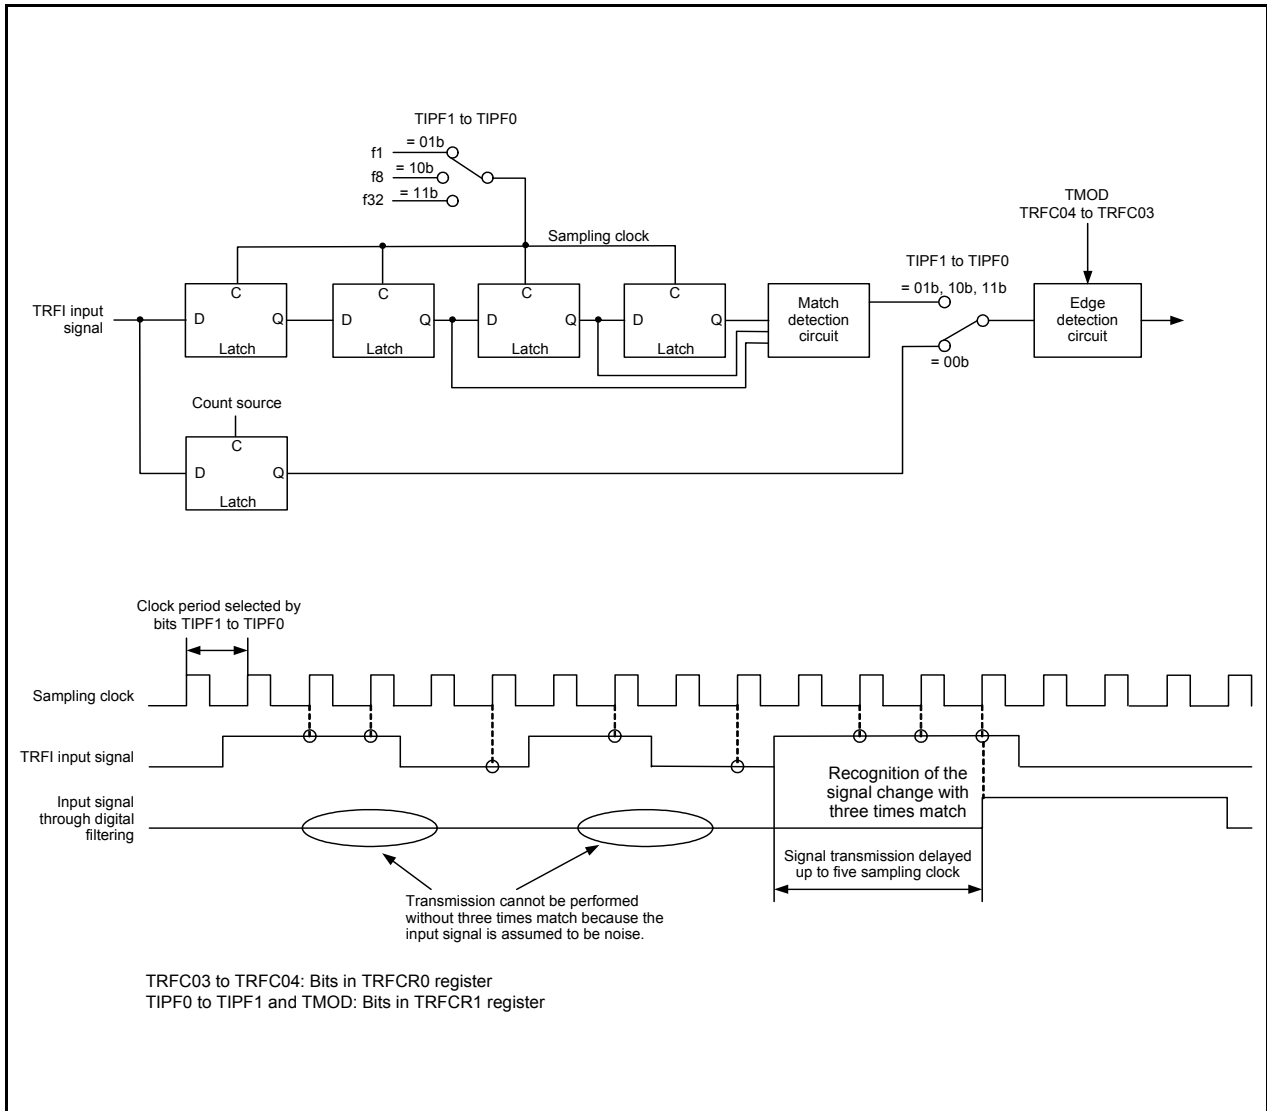 TIPF1 to TIPF0
f1
= 01b
f8
= 10b
f32
= 11b
TMOD
TRFC04 to TRFC03
Sampling clock
TIPF1 to TIPF0
= 01b, 10b, 11b
TRFI input
signal
C
D
Q
Latch
C
D
Q
Latch
C
D
Q
Latch
C
D
Q
Latch
Match
detection
circuit
Edge
detection
circuit
= 00b
Count source
C
D
Q
Latch
Clock period selected by
bits TIPF1 to TIPF0
Sampling clock
TRFI input signal
Recognition of the
signal change with
three times match
Input signal
through digital
filtering
Signal transmission delayed
up to five sampling clock
Transmission cannot be performed
without three times match because the
input signal is assumed to be noise.
TRFC03 to TRFC04: Bits in TRFCR0 register
TIPF0 to TIPF1 and TMOD: Bits in TRFCR1 register